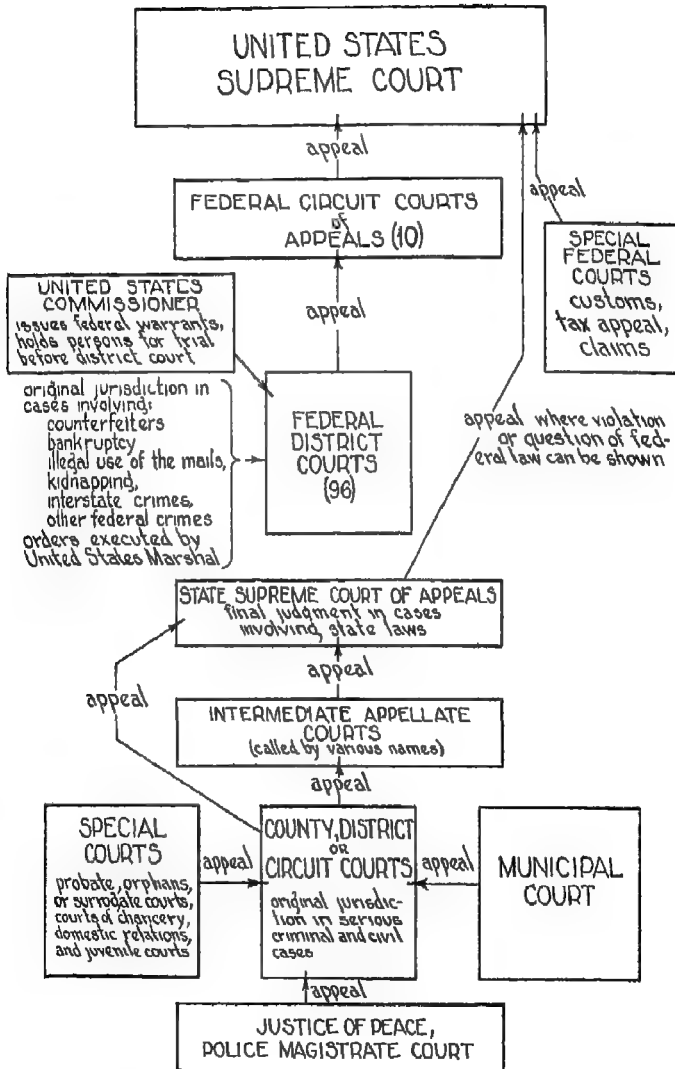 UNITED STATES
SUPREME COURT
appeal
FEDERAL CIRCUIT COURTS
of
APPEALS (10)
appeal
SPECIAL
FEDERAL
COURTS
customs,
tax appeal,
claims
UNITED STATES
COMMISSIONER
issues federal warrants,
holds persons for trial
before district court
appeal
original jurisdiction in
cases involving:
counterfeiters
bankruptcy
illegal use of the mails,
kidnapping,
interstate crimes,
other federal crimes
orders executed by
United States Marshal
FEDERAL
DISTRICT
COURTS
(96)
appeal where violation
or question of fed-
eral law can be shown
STATE SUPREME COURT OF APPEALS
final judgment in cases
involving state laws
appeal
appeal
INTERMEDIATE APPELLATE
COURTS
(called by various names)
appeal
SPECIAL
COURTS
probate, orphans,
or surrogate courts,
courts of chancery,
domestic relations,
and juvenile courts
appeal
COUNTY, DISTRICT
or
CIRCUIT COURTS
original jurisdic-
tion in serious
criminal and civil
cases
appeal
MUNICIPAL
COURT
appeal
JUSTICE OF PEACE,
POLICE MAGISTRATE COURT